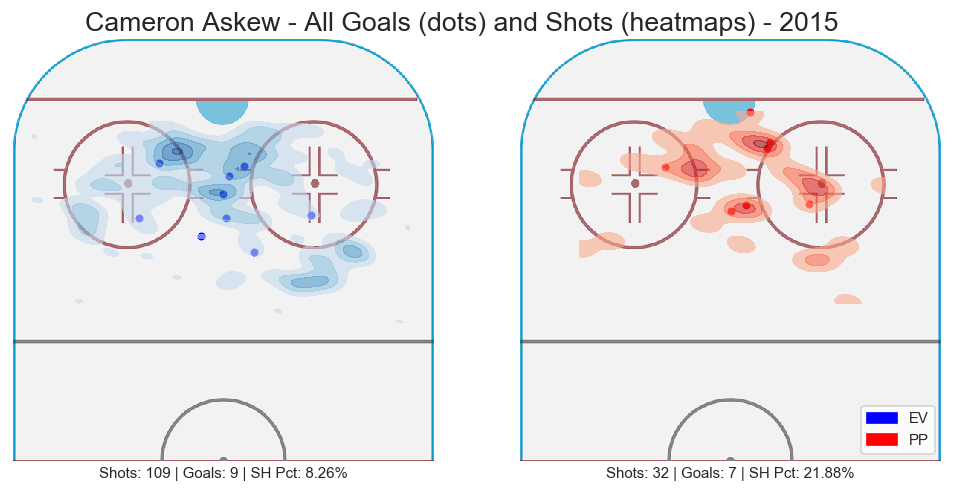 Cameron Askew - All Goals (dots) and Shots (heatmaps) - 2015
EV
PP
Shots: 109 | Goals: 9 | SH Pct: 8.26%
Shots: 32 | Goals: 7 | SH Pct: 21.88%